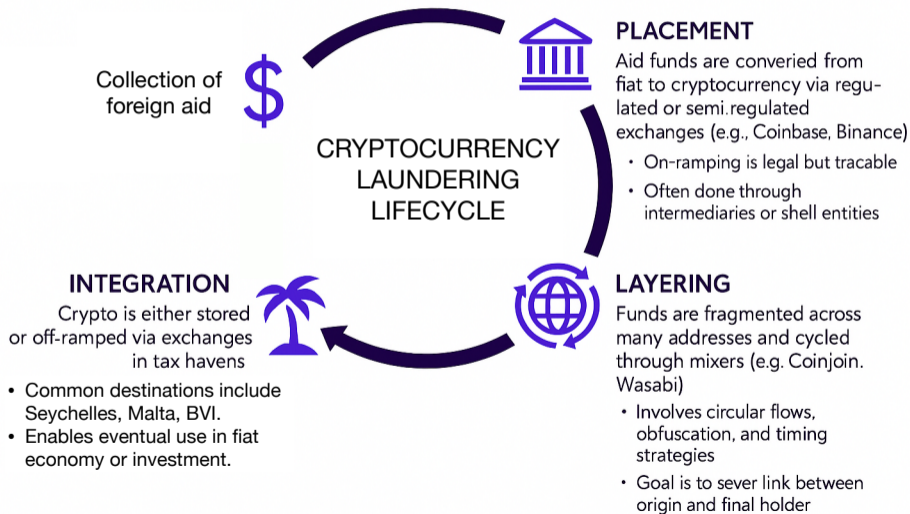 Collection of
foreign aid
$
CRYPTOCURRENCY
LAUNDERING
LIFECYCLE
PLACEMENT
Aid funds are converied from
fiat to cryptocurrency via regu-
lated or semi.regulated
exchanges (e.g., Coinbase, Binance)
• On-ramping is legal but tracable
• Often done through
intermediaries or shell entities
LAYERING
Funds are fragmented across
many addresses and cycled
through mixers (e.g. Coinjoin.
Wasabi)
• Involves circular flows,
obfuscation, and timing
strategies
• Goal is to sever link between
origin and final holder
INTEGRATION
Crypto is either stored
or off-ramped via exchanges
in tax havens
• Common destinations include
Seychelles, Malta, BVI.
• Enables eventual use in fiat
economy or investment.